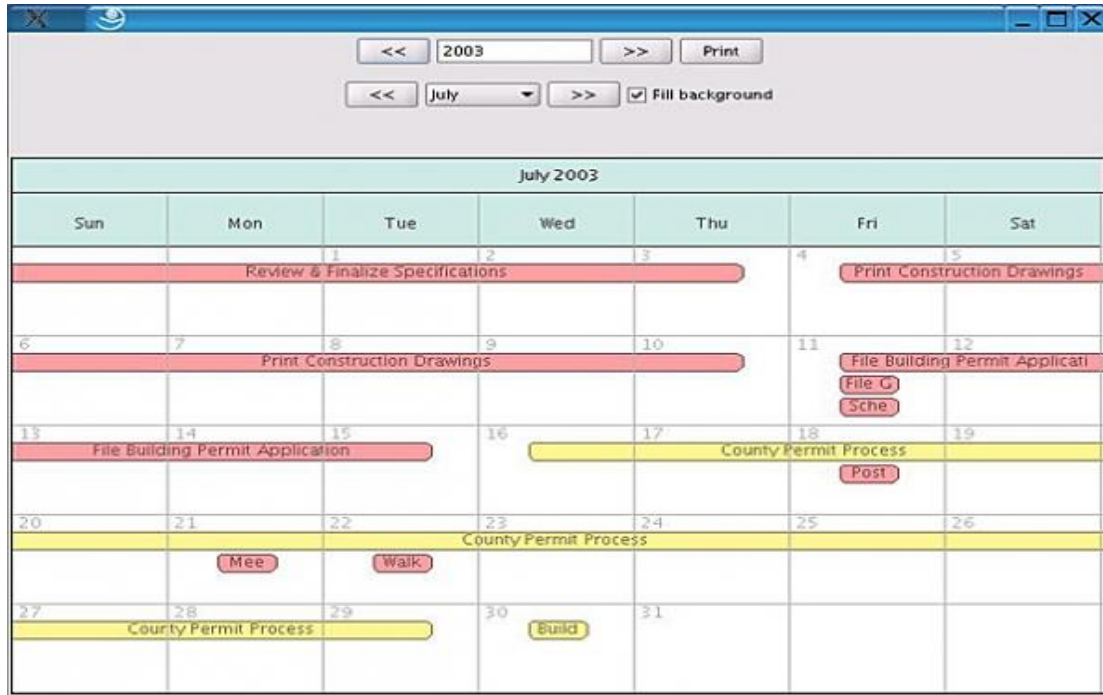 << 2003 >> Print
<< July >> Fill background
July 2003
Sun Mon Tue Wed Thu Fri Sat
1 2 3 4 5
Review & Finalize Specifications Print Construction Drawings
6 7 8 9 10 11 12
Print Construction Drawings File Building Permit Applicati
File G
Sche
13 14 15 16 17 18 19
File Building Permit Application County Permit Process
Post
20 21 22 23 24 25 26
County Permit Process
Mee Walk
27 28 29 30 31
County Permit Process Build